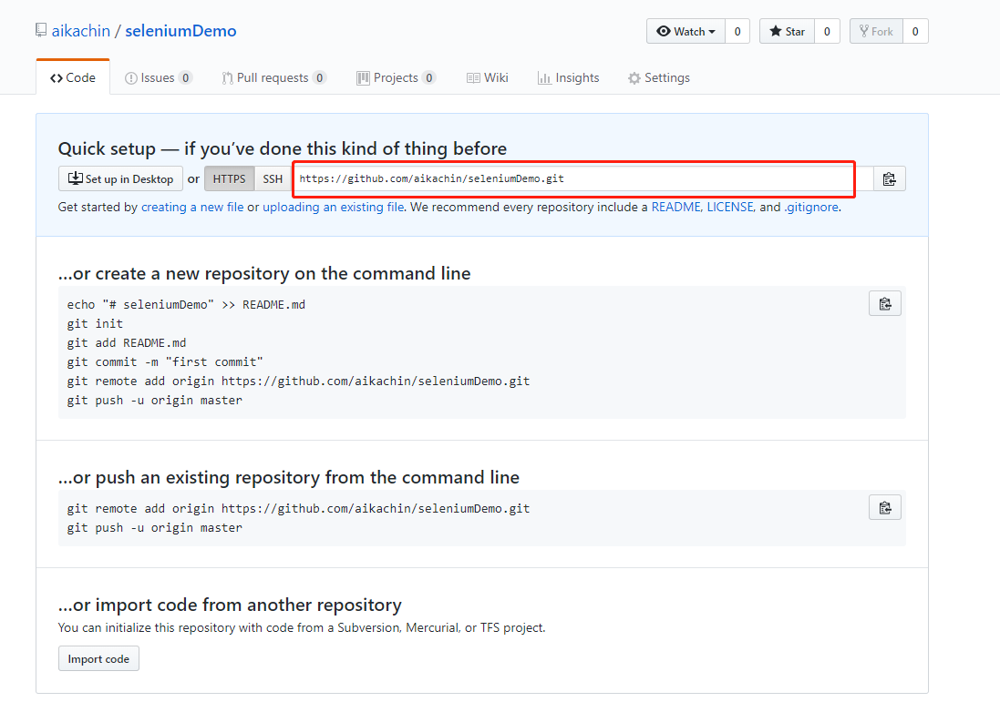 aikachin / seleniumDemo
Watch 0 Star 0 Fork 0
Code Issues 0 Pull requests 0 Projects 0 Wiki Insights Settings
Quick setup — if you’ve done this kind of thing before
Set up in Desktop or HTTPS SSH https://github.com/aikachin/seleniumDemo.git
Get started by creating a new file or uploading an existing file. We recommend every repository include a README, LICENSE, and .gitignore.
…or create a new repository on the command line
echo "# seleniumDemo" >> README.md
git init
git add README.md
git commit -m "first commit"
git remote add origin https://github.com/aikachin/seleniumDemo.git
git push -u origin master
…or push an existing repository from the command line
git remote add origin https://github.com/aikachin/seleniumDemo.git
git push -u origin master
…or import code from another repository
You can initialize this repository with code from a Subversion, Mercurial, or TFS project.
Import code